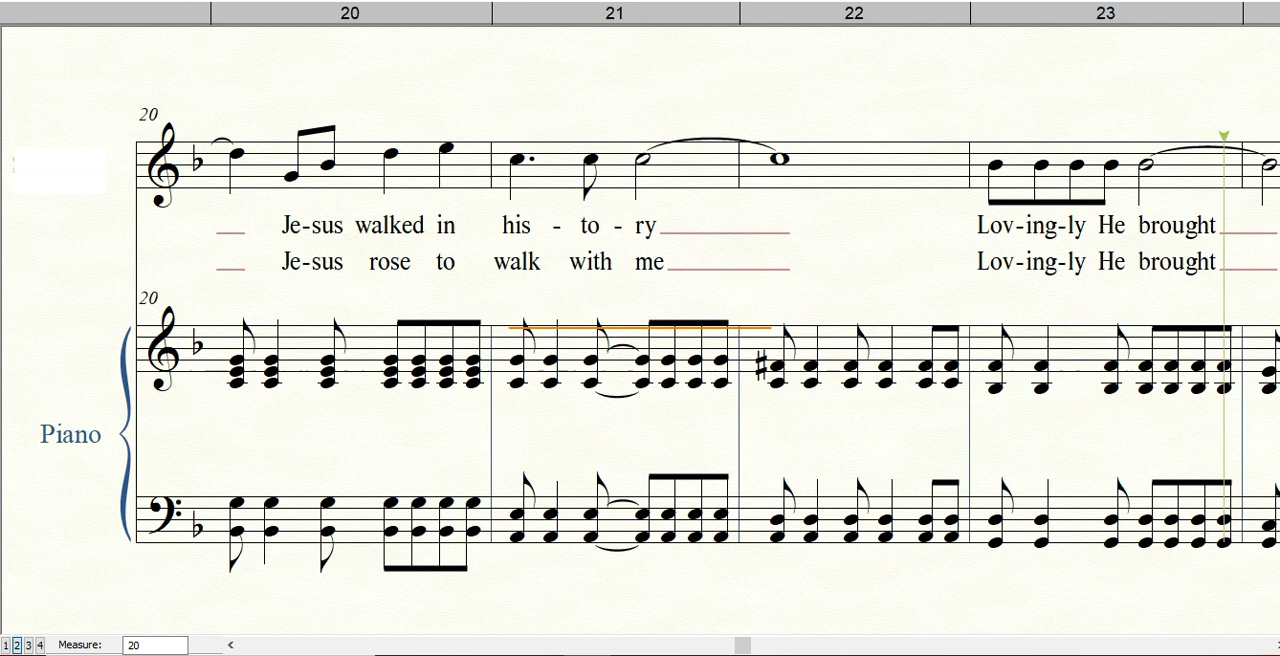 20 21 22 23
20
Je-sus walked in his - to - ry Lov-ing-ly He brought
Je-sus rose to walk with me Lov-ing-ly He brought
20
Piano
1 2 3 4 Measure: 20